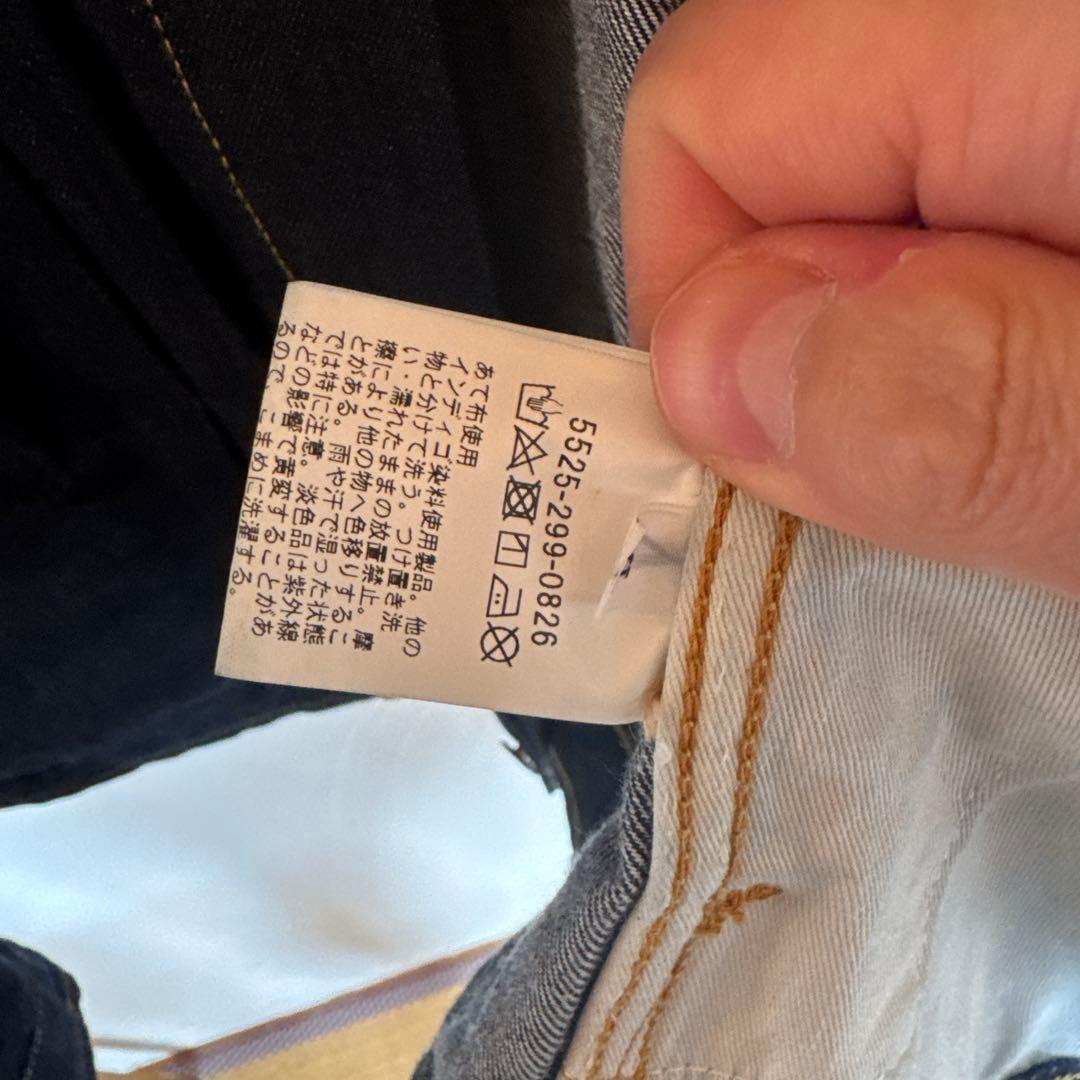 5525-299-0826
あて布使用
インディゴ染料使用製品。他の
物と分けて洗う。つけ置き洗
い・濡れたままの放置禁止。摩
擦により他の物へ色移りするこ
とがある。雨や汗で湿った状態
では特に注意。淡色品は紫外線
などの影響で黄変することがあ
るのでこまめに洗濯する。